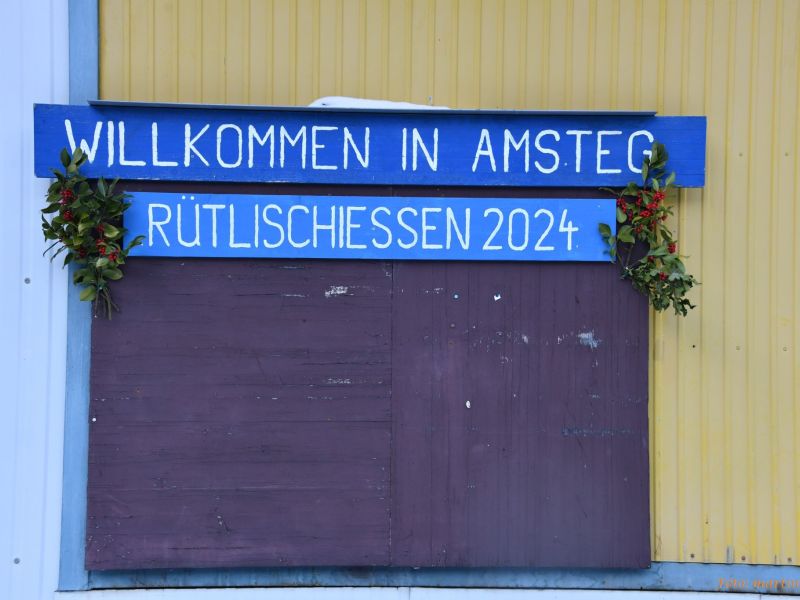 WILLKOMMEN IN AMSTEG
RÜTLISCHIESSEN 2024